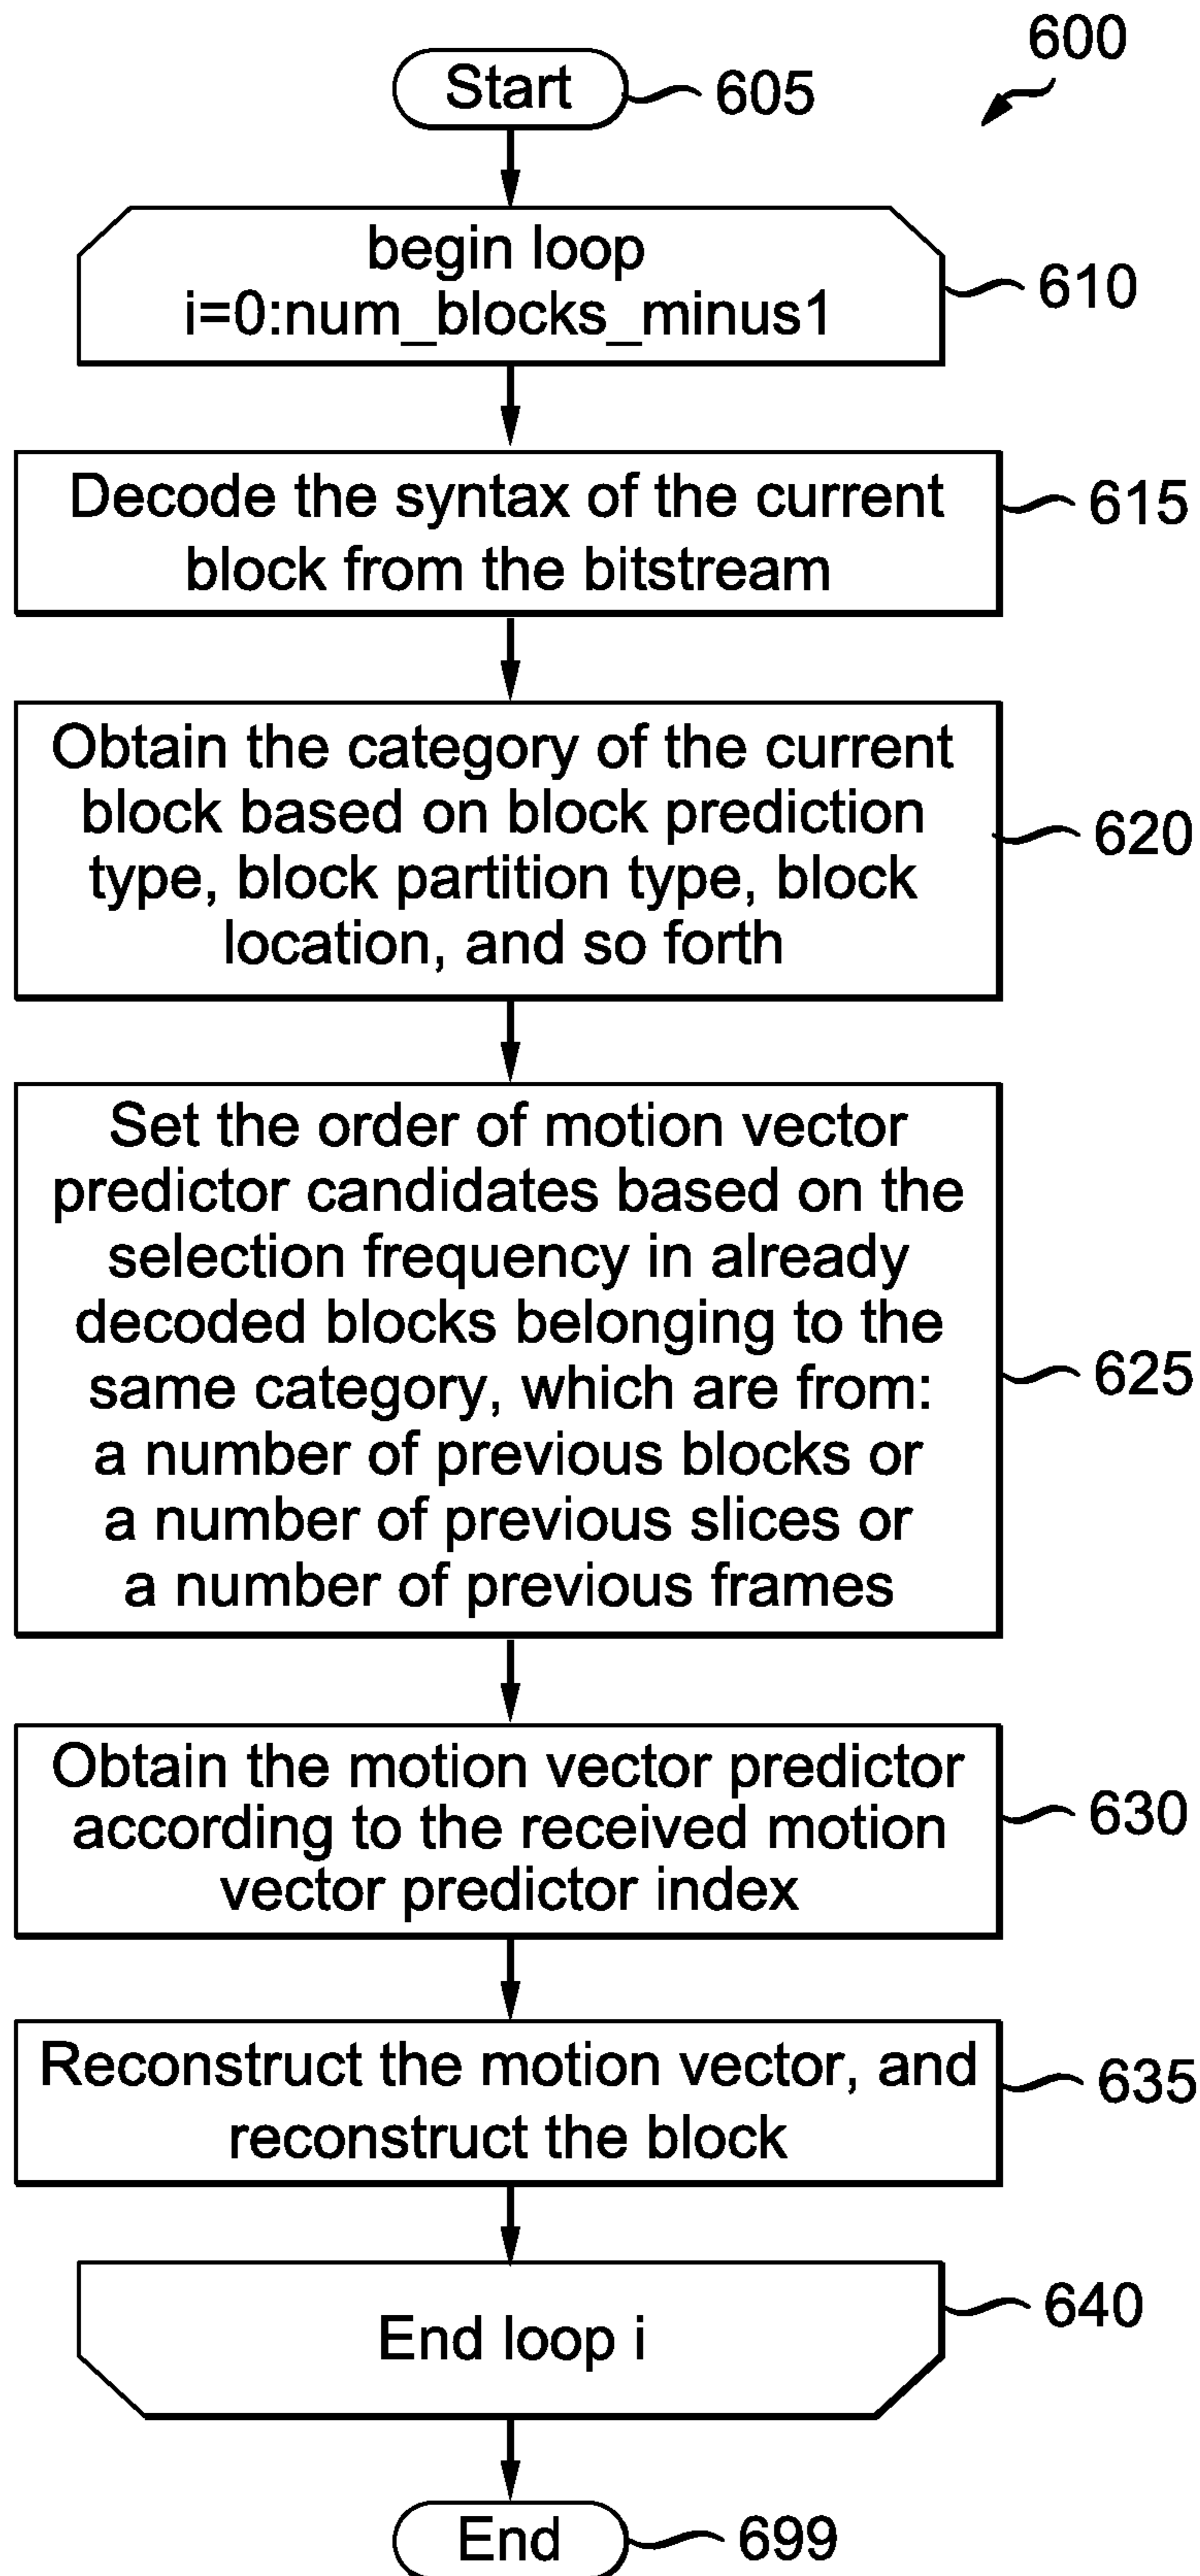 600
Start
605
begin loop
i=0:num_blocks_minus1
610
Decode the syntax of the current
block from the bitstream
615
Obtain the category of the current
block based on block prediction
type, block partition type, block
location, and so forth
620
Set the order of motion vector
predictor candidates based on the
selection frequency in already
decoded blocks belonging to the
same category, which are from:
a number of previous blocks or
a number of previous slices or
a number of previous frames
625
Obtain the motion vector predictor
according to the received motion
vector predictor index
630
Reconstruct the motion vector, and
reconstruct the block
635
End loop i
640
End
699